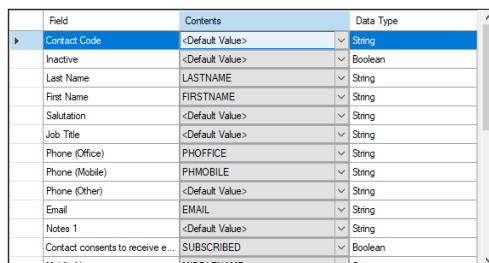 Field Contents Data Type
Contact Code <Default Value> String
Inactive <Default Value> Boolean
Last Name LASTNAME String
First Name FIRSTNAME String
Salutation <Default Value> String
Job Title <Default Value> String
Phone (Office) PHOFFICE String
Phone (Mobile) PHMOBILE String
Phone (Other) <Default Value> String
Email EMAIL String
Notes 1 <Default Value> String
Contact consents to receive e... SUBSCRIBED Boolean